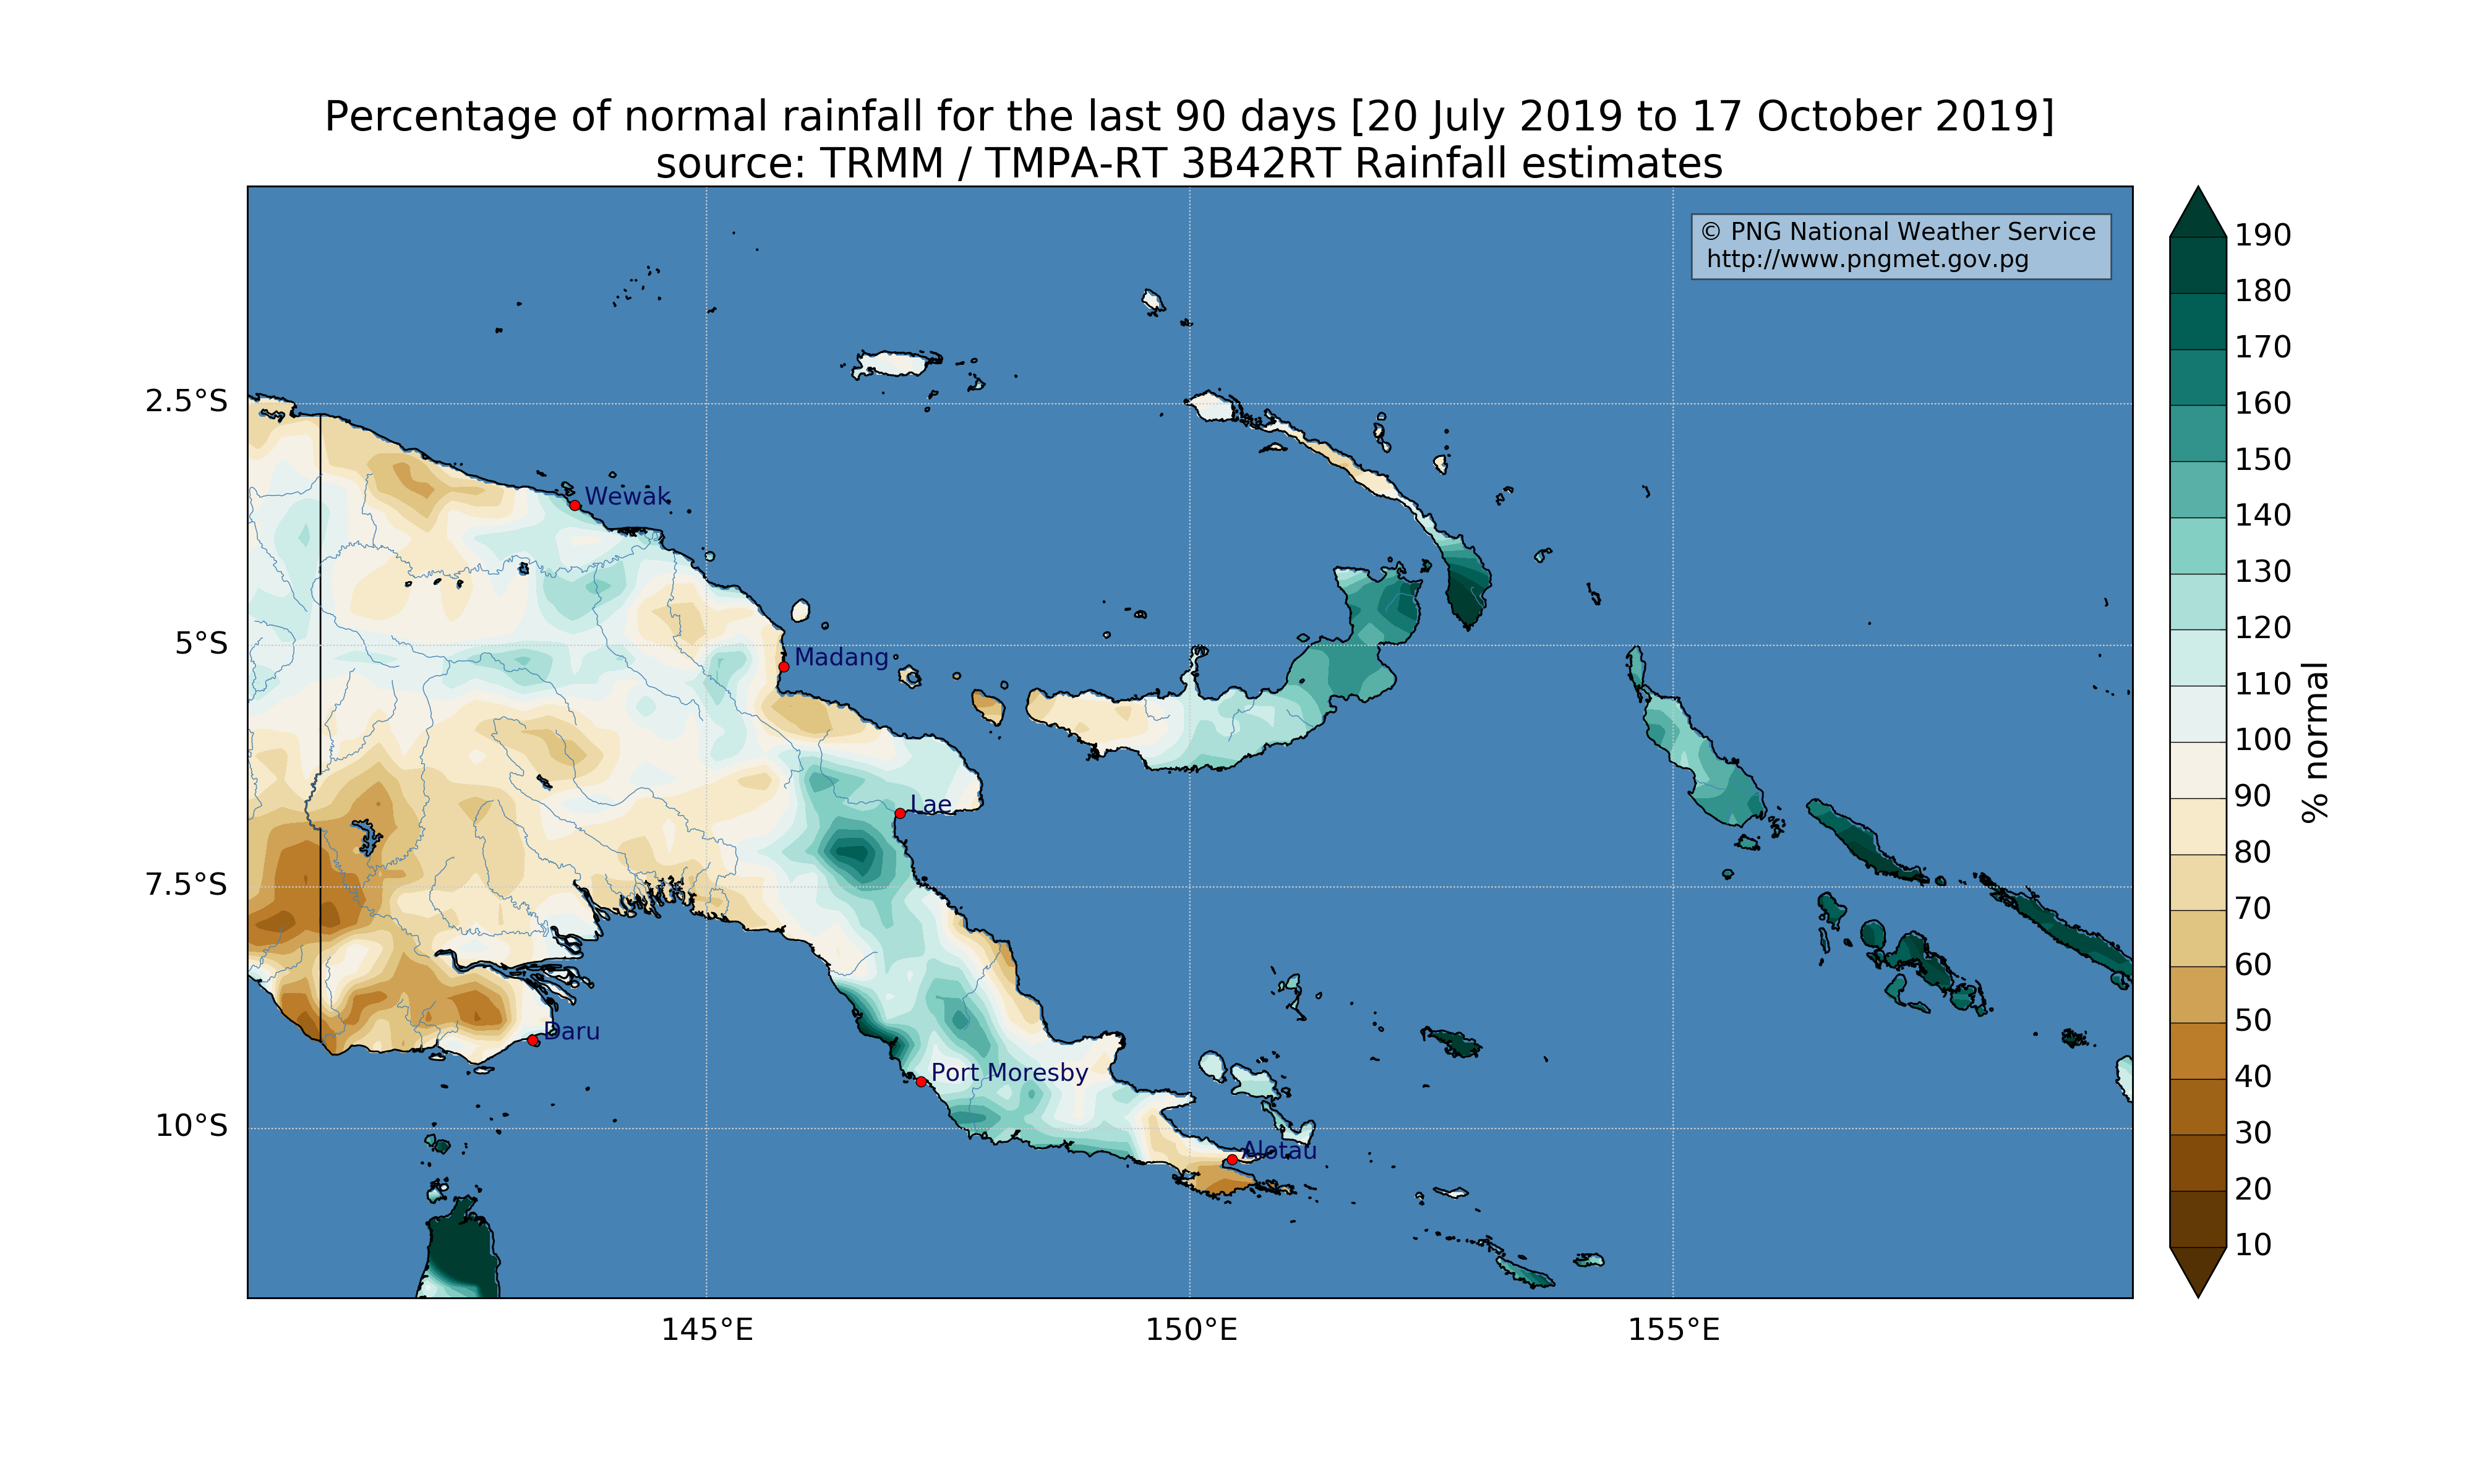 Percentage of normal rainfall for the last 90 days [20 July 2019 to 17 October 2019]
source: TRMM / TMPA-RT 3B42RT Rainfall estimates
© PNG National Weather Service
http://www.pngmet.gov.pg
190
180
170
160
150
140
130
120
110
100
90
80
70
60
50
40
30
20
10
% normal
2.5°S
5°S
7.5°S
10°S
Wewak
Madang
Lae
Daru
Port Moresby
Alotau
145°E
150°E
155°E